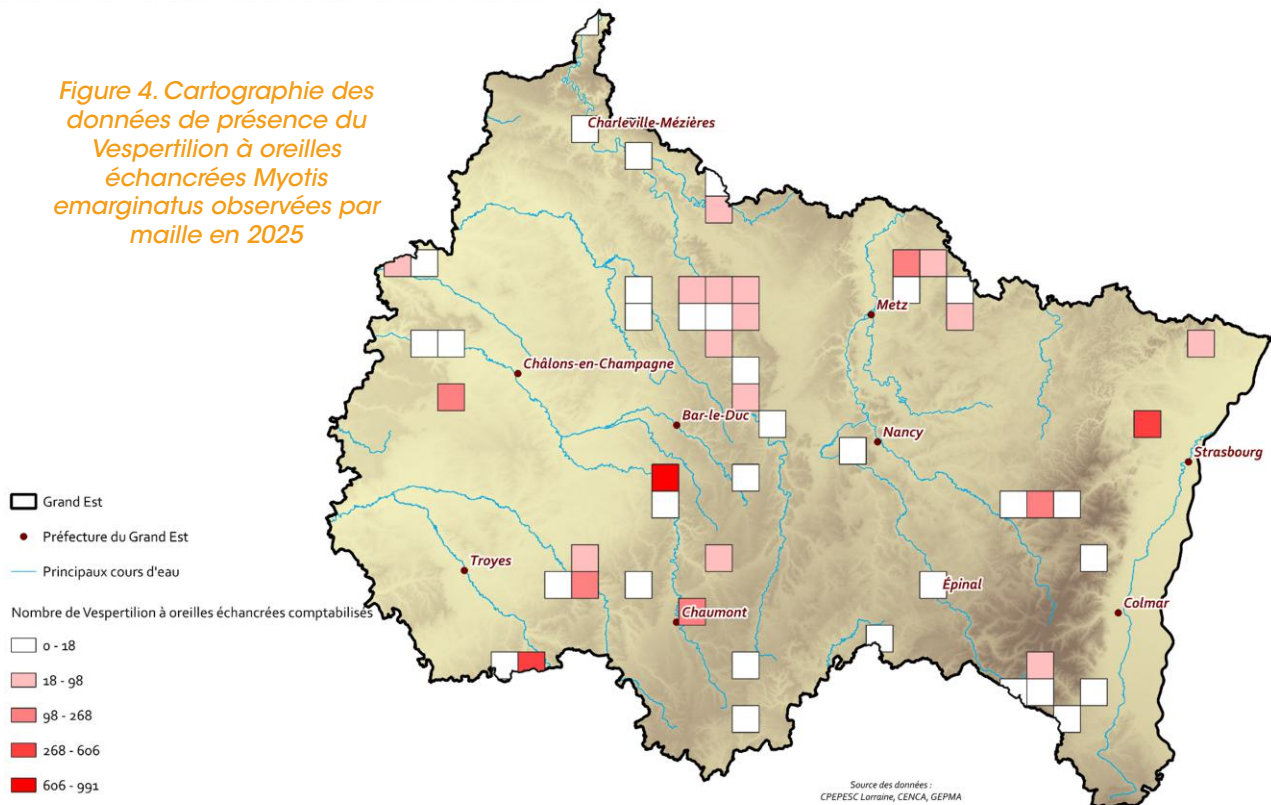 Figure 4. Cartographie des
données de présence du
Vespertilion à oreilles
échancrées Myotis
emarginatus observées par
maille en 2025
Charleville-Mézières
Metz
Châlons-en-Champagne
Bar-le-Duc
Nancy
Strasbourg
Troyes
Épinal
Chaumont
Colmar
Grand Est
Préfecture du Grand Est
Principaux cours d'eau
Nombre de Vespertilion à oreilles échancrées comptabilisés
0 - 18
18 - 98
98 - 268
268 - 606
606 - 991
Source des données :
CPEPESC Lorraine, CENCA, GEPMA